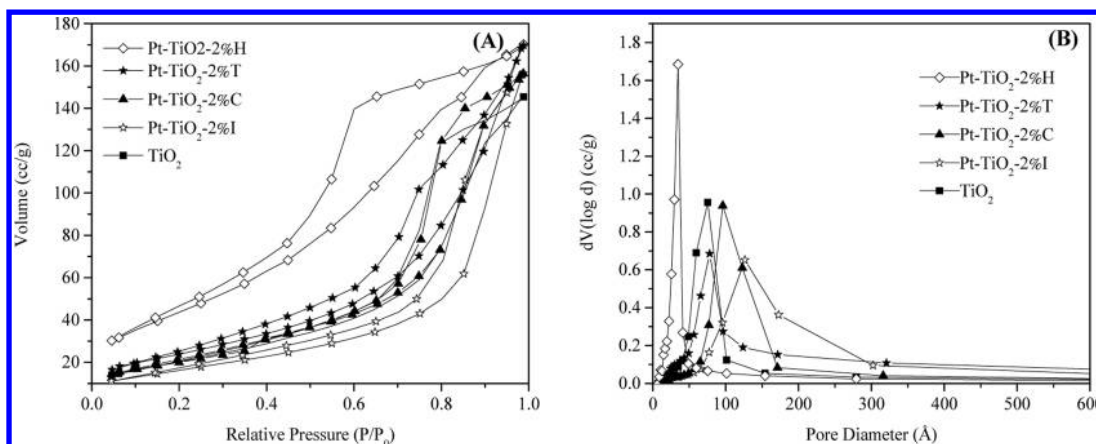 (A)
Pt-TiO2-2%H
Pt-TiO₂-2%T
Pt-TiO₂-2%C
Pt-TiO₂-2%I
TiO₂
Volume (cc/g)
180
160
140
120
100
80
60
40
20
0.0 0.2 0.4 0.6 0.8 1.0
Relative Pressure (P/P₀)
(B)
Pt-TiO₂-2%H
Pt-TiO₂-2%T
Pt-TiO₂-2%C
Pt-TiO₂-2%I
TiO₂
dV(log d) (cc/g)
1.8
1.6
1.4
1.2
1.0
0.8
0.6
0.4
0.2
0.0
0 100 200 300 400 500 600
Pore Diameter (Å)